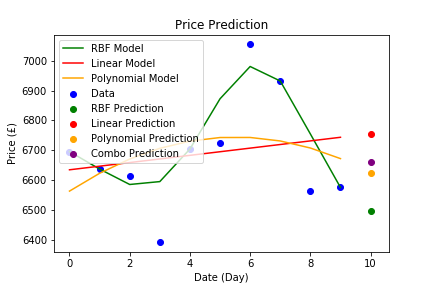 Price Prediction
Price (£)
7000
6900
6800
6700
6600
6500
6400
RBF Model
Linear Model
Polynomial Model
Data
RBF Prediction
Linear Prediction
Polynomial Prediction
Combo Prediction
0 2 4 6 8 10
Date (Day)